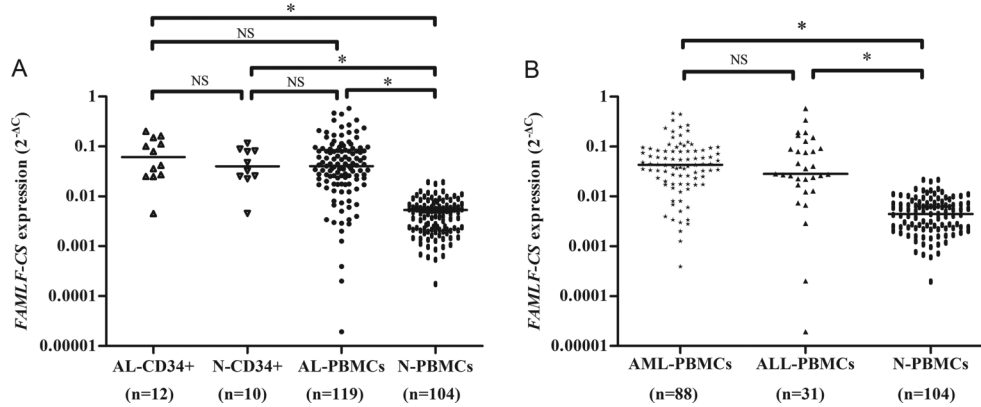 A
*
NS
*
NS
NS
*
FAMLF-CS expression (2^-ΔC)
1
0.1
0.01
0.001
0.0001
0.00001
AL-CD34+
N-CD34+
AL-PBMCs
N-PBMCs
(n=12)
(n=10)
(n=119)
(n=104)
B
*
NS
*
FAMLF-CS expression (2^-ΔC)
1
0.1
0.01
0.001
0.0001
0.00001
AML-PBMCs
ALL-PBMCs
N-PBMCs
(n=88)
(n=31)
(n=104)